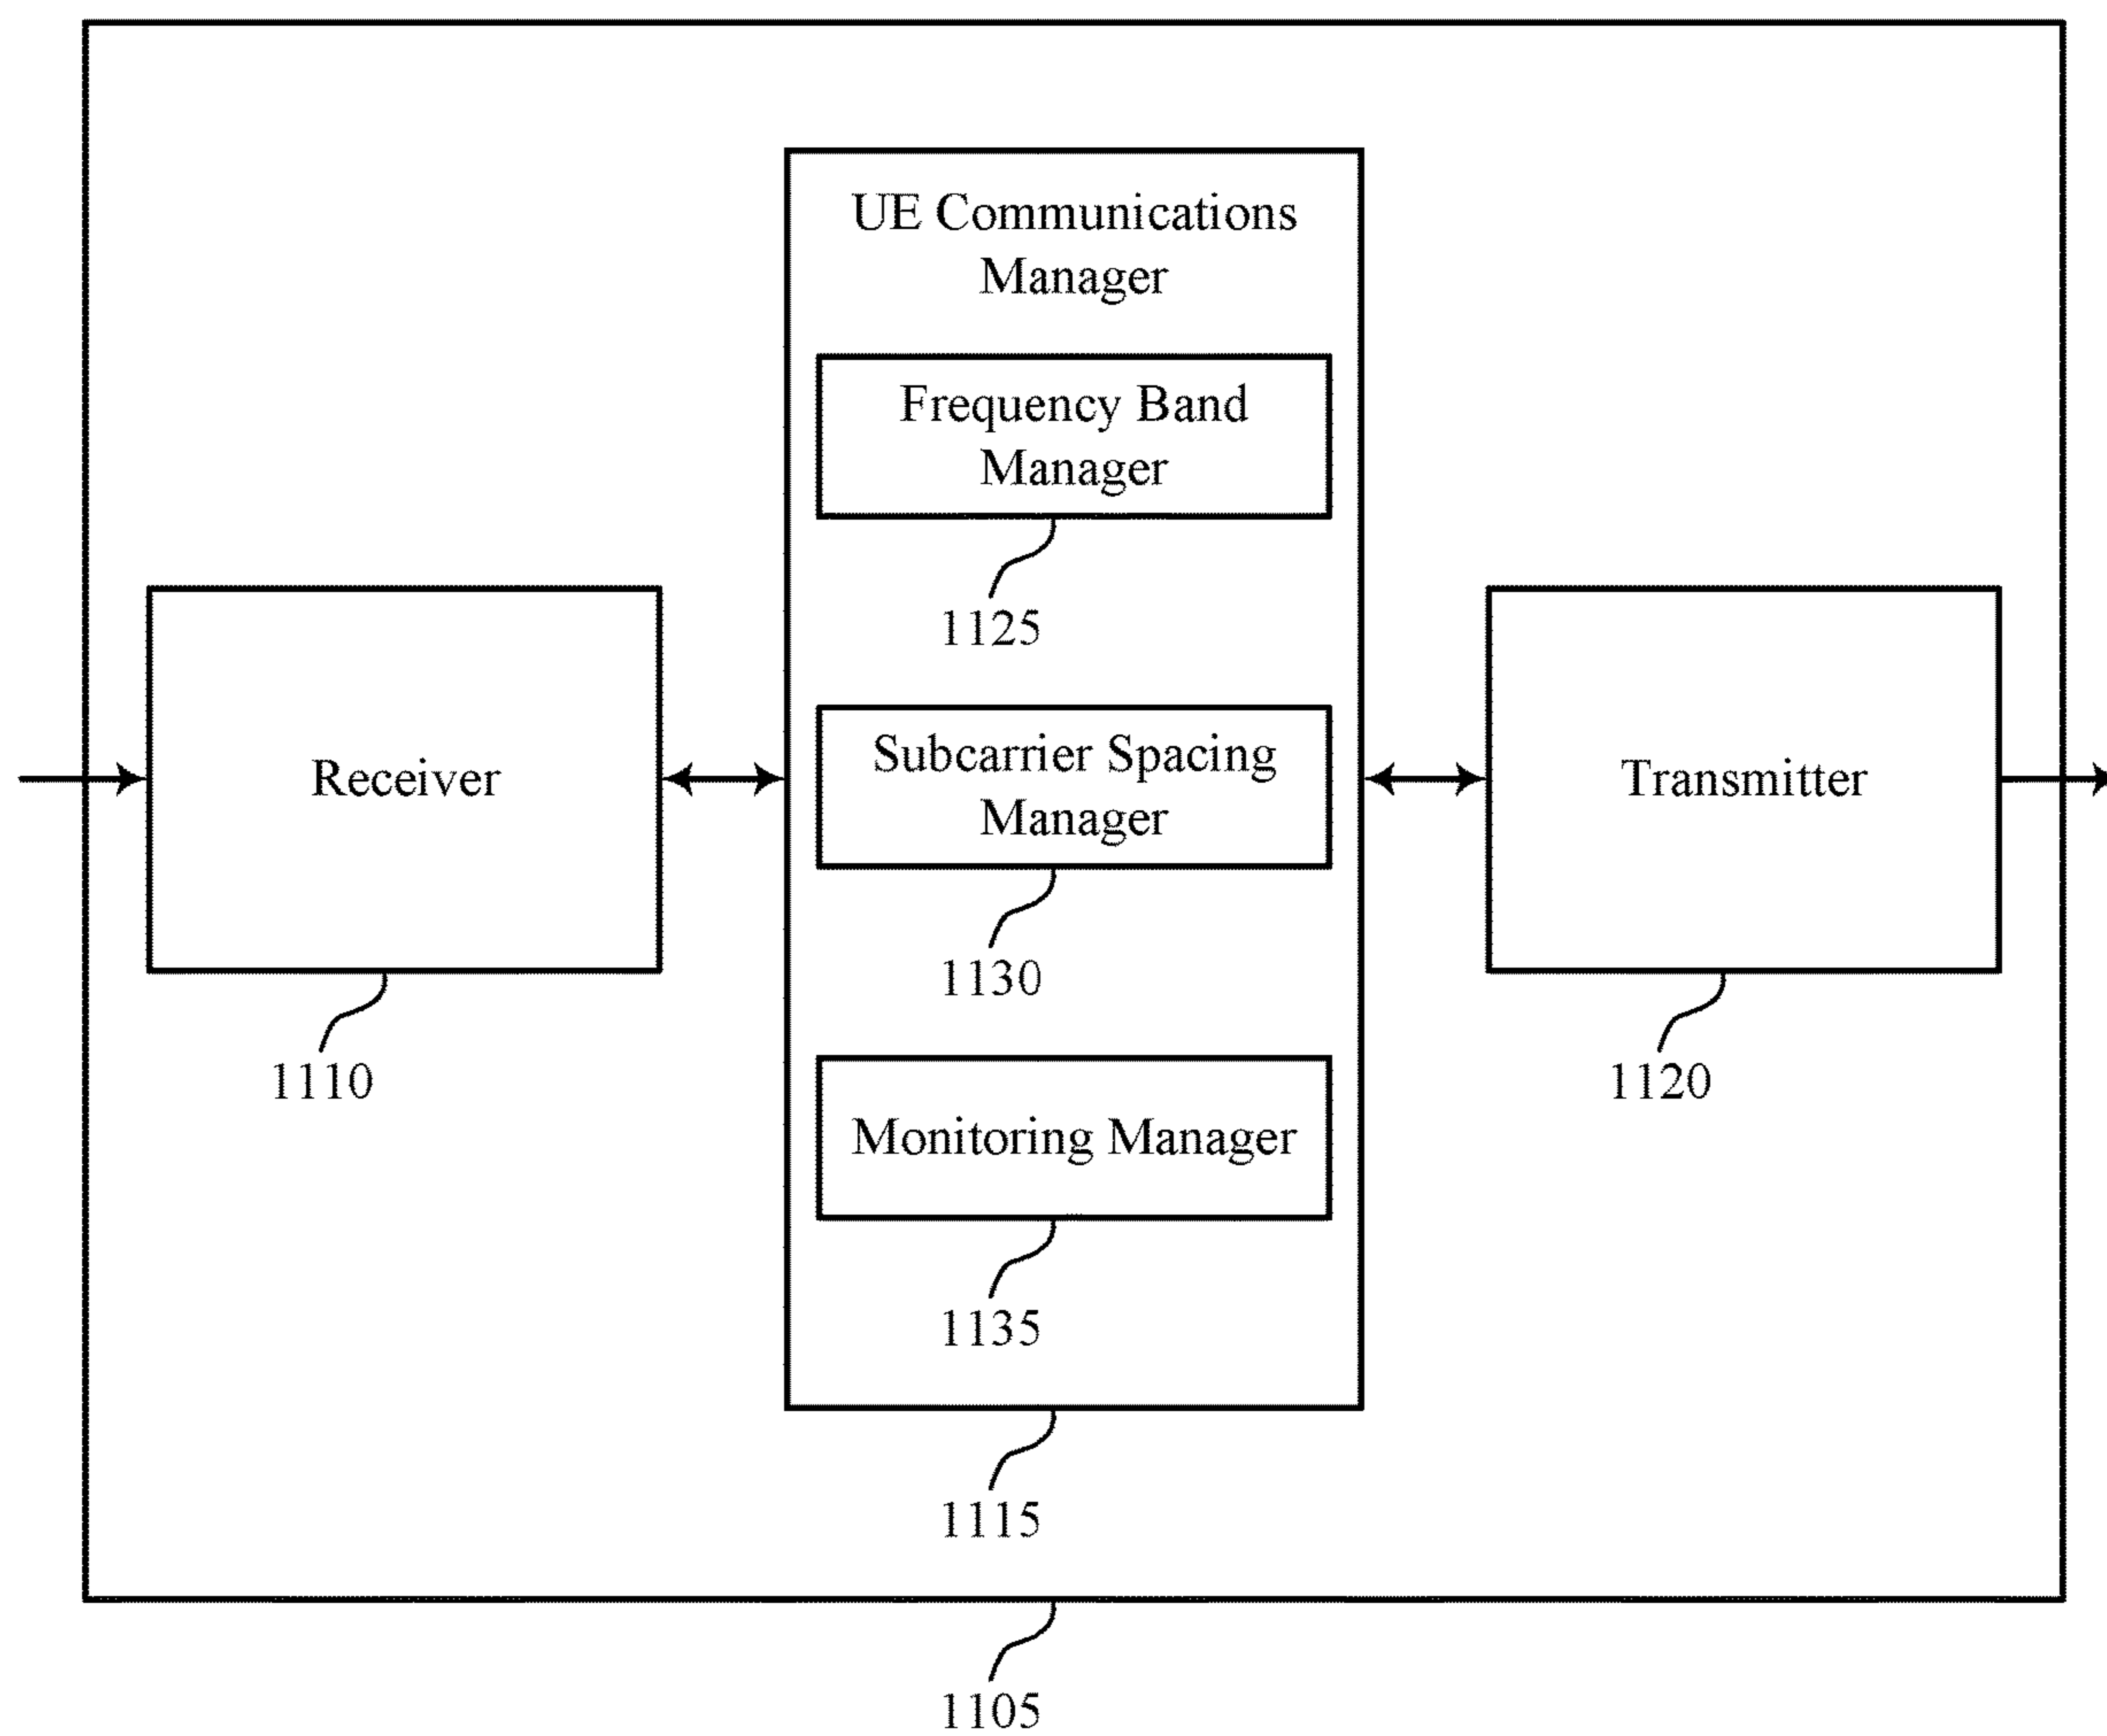 UE Communications
Manager
Frequency Band
Manager
1125
Receiver
1110
Subcarrier Spacing
Manager
1130
Transmitter
1120
Monitoring Manager
1135
1115
1105